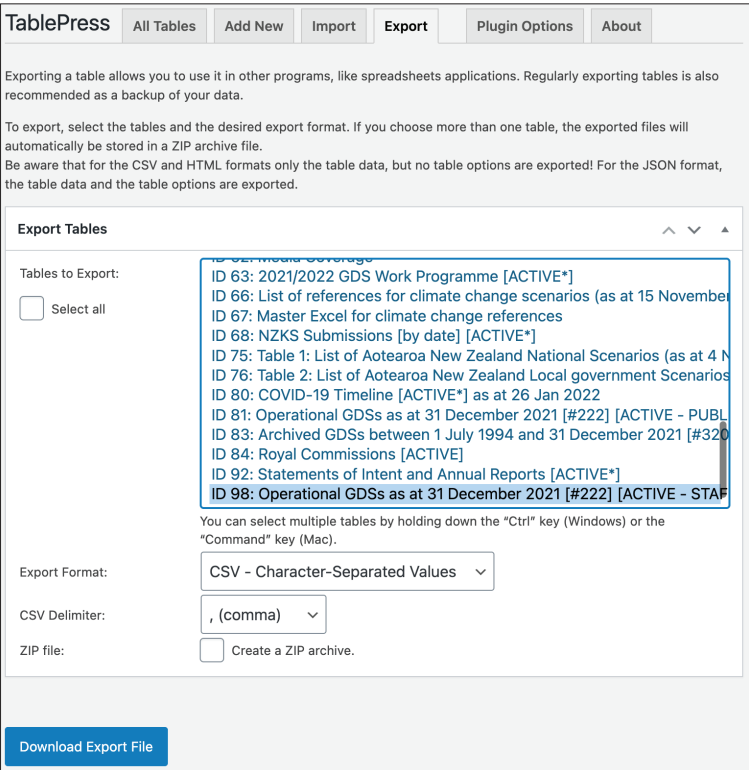 TablePress All Tables Add New Import Export Plugin Options About
Exporting a table allows you to use it in other programs, like spreadsheets applications. Regularly exporting tables is also
recommended as a backup of your data.
To export, select the tables and the desired export format. If you choose more than one table, the exported files will
automatically be stored in a ZIP archive file.
Be aware that for the CSV and HTML formats only the table data, but no table options are exported! For the JSON format,
the table data and the table options are exported.
Export Tables
Tables to Export:
Select all
ID 62: Media Coverage
ID 63: 2021/2022 GDS Work Programme [ACTIVE*]
ID 66: List of references for climate change scenarios (as at 15 November
ID 67: Master Excel for climate change references
ID 68: NZKS Submissions [by date] [ACTIVE*]
ID 75: Table 1: List of Aotearoa New Zealand National Scenarios (as at 4 N
ID 76: Table 2: List of Aotearoa New Zealand Local government Scenarios
ID 80: COVID-19 Timeline [ACTIVE*] as at 26 Jan 2022
ID 81: Operational GDSs as at 31 December 2021 [#222] [ACTIVE - PUBL
ID 83: Archived GDSs between 1 July 1994 and 31 December 2021 [#320
ID 84: Royal Commissions [ACTIVE]
ID 92: Statements of Intent and Annual Reports [ACTIVE*]
ID 98: Operational GDSs as at 31 December 2021 [#222] [ACTIVE - STAF
You can select multiple tables by holding down the “Ctrl” key (Windows) or the
“Command” key (Mac).
Export Format: CSV - Character-Separated Values
CSV Delimiter: , (comma)
ZIP file: Create a ZIP archive.
Download Export File